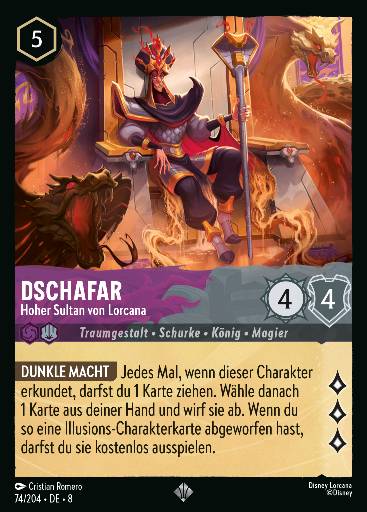 5
DSCHAFAR
Hoher Sultan von Lorcana
4
4
Traumgestalt • Schurke • König • Magier
DUNKLE MACHT Jedes Mal, wenn dieser Charakter
erkundet, darfst du 1 Karte ziehen. Wähle danach
1 Karte aus deiner Hand und wirf sie ab. Wenn du
so eine Illusions-Charakterkarte abgeworfen hast,
darfst du sie kostenlos ausspielen.
Cristian Romero
74/204 • DE • 8
Disney Lorcana
©Disney